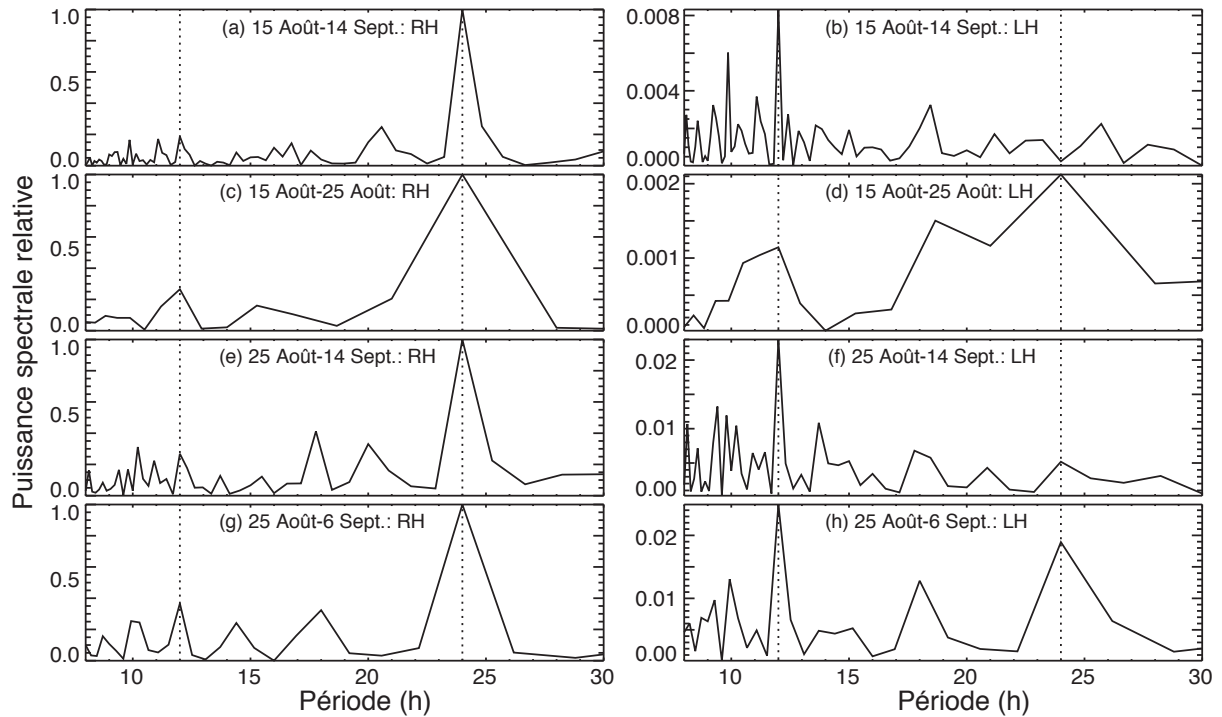 Puissance spectrale relative
1.0
0.5
0.0
(a) 15 Août-14 Sept.: RH
0.008
0.004
0.000
(b) 15 Août-14 Sept.: LH
1.0
0.5
0.0
(c) 15 Août-25 Août: RH
0.002
0.001
0.000
(d) 15 Août-25 Août: LH
1.0
0.5
0.0
(e) 25 Août-14 Sept.: RH
0.02
0.01
0.00
(f) 25 Août-14 Sept.: LH
1.0
0.5
0.0
(g) 25 Août-6 Sept.: RH
0.02
0.01
0.00
(h) 25 Août-6 Sept.: LH
10 15 20 25 30
10 15 20 25 30
Période (h)
Période (h)